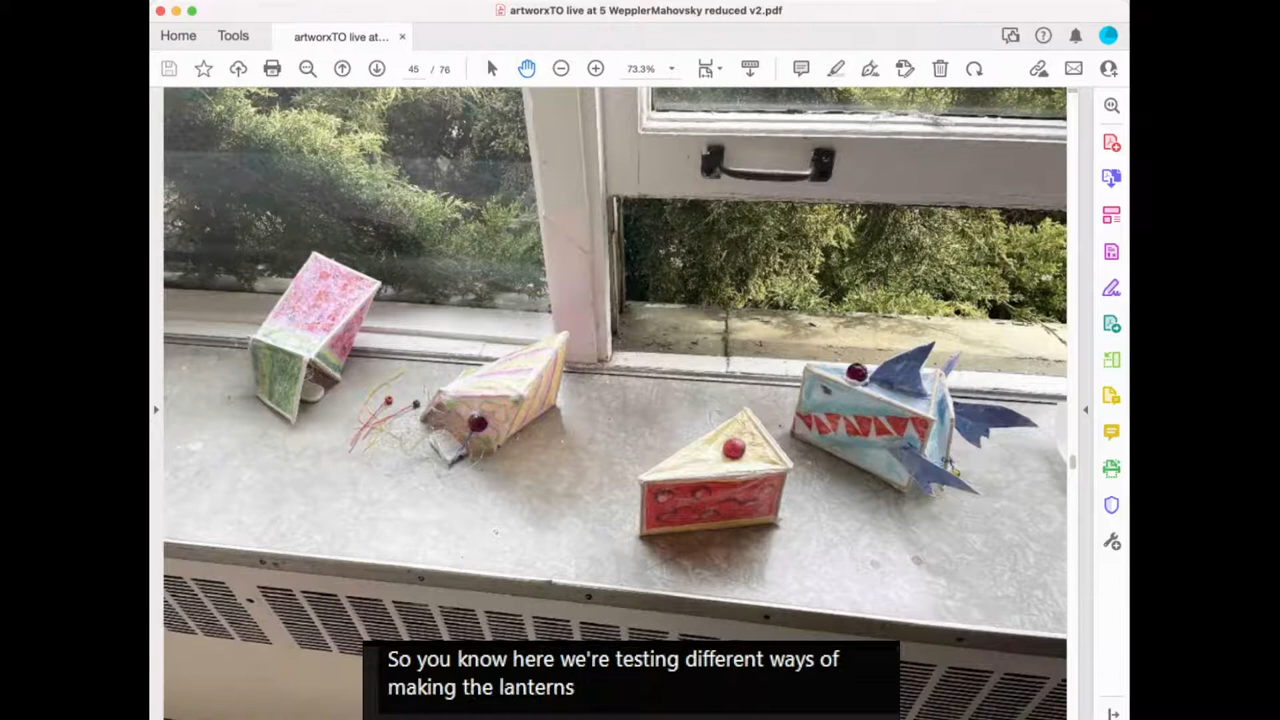 artworxTO live at 5 WepplerMahovsky reduced v2.pdf
Home
Tools
artworxTO live at...
45 / 76
73.3%
So you know here we're testing different ways of
making the lanterns